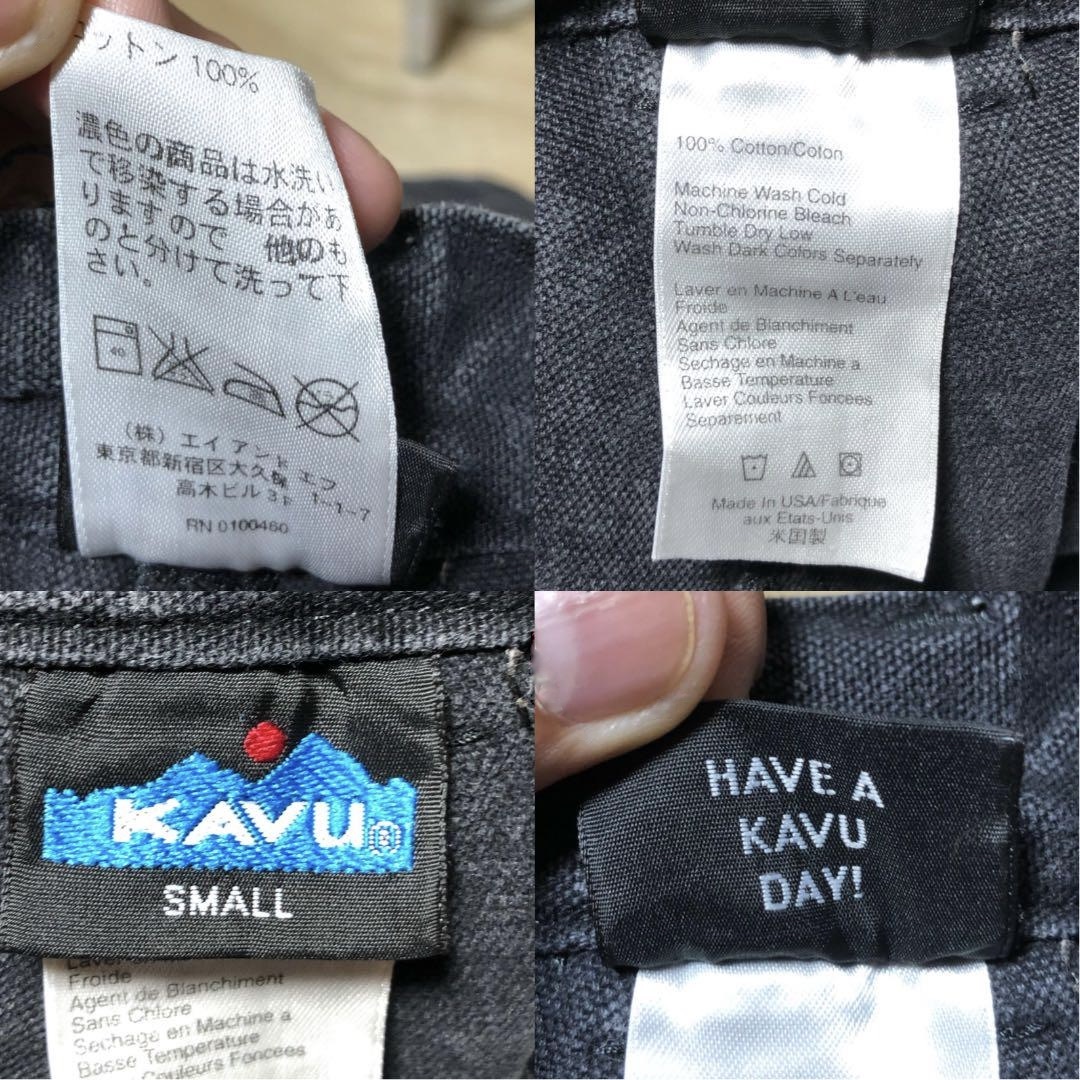 コットン 100%
濃色の商品は水洗い
で移染する場合があ
りますので 他のも
のと分けて洗って下
さい。
40
(株) エイ アンド エフ
東京都新宿区大久保 1-1-7
高木ビル 3F
RN 0100460
100% Cotton/Coton
Machine Wash Cold
Non-Chlorine Bleach
Tumble Dry Low
Wash Dark Colors Separately
Laver en Machine A L'eau
Froide
Agent de Blanchiment
Sans Chlore
Sechage en Machine a
Basse Temperature
Laver Couleurs Foncees
Separement
Made In USA/Fabrique
aux Etats-Unis
米国製
KAVU®
SMALL
Laver
Froide
Agent de Blanchiment
Sans Chlore
Sechage en Machine a
Basse Temperature
Couleurs Foncees
HAVE A
KAVU
DAY!